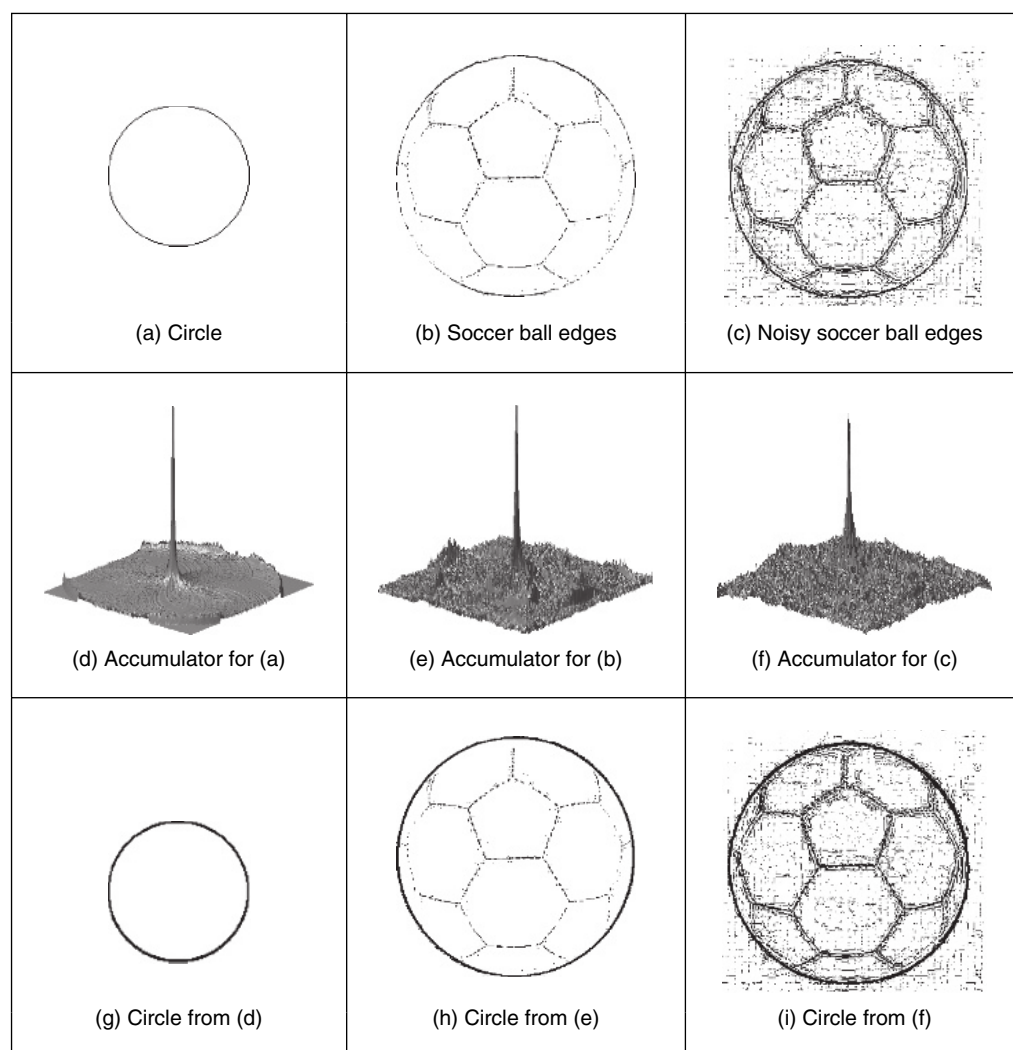 (a) Circle
(b) Soccer ball edges
(c) Noisy soccer ball edges
(d) Accumulator for (a)
(e) Accumulator for (b)
(f) Accumulator for (c)
(g) Circle from (d)
(h) Circle from (e)
(i) Circle from (f)